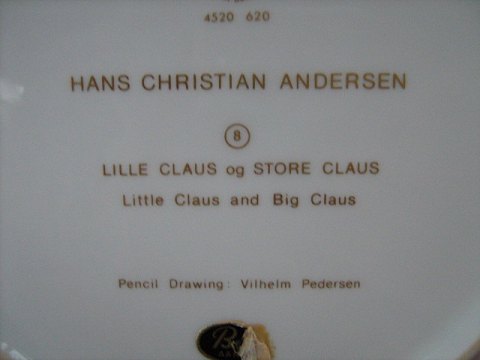 4520 620
HANS CHRISTIAN ANDERSEN
8
LILLE CLAUS og STORE CLAUS
Little Claus and Big Claus
Pencil Drawing: Vilhelm Pedersen